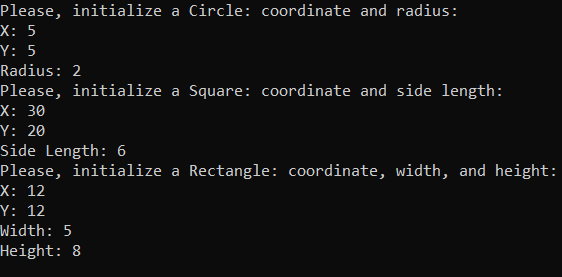 Please, initialize a Circle: coordinate and radius:
X: 5
Y: 5
Radius: 2
Please, initialize a Square: coordinate and side length:
X: 30
Y: 20
Side Length: 6
Please, initialize a Rectangle: coordinate, width, and height:
X: 12
Y: 12
Width: 5
Height: 8